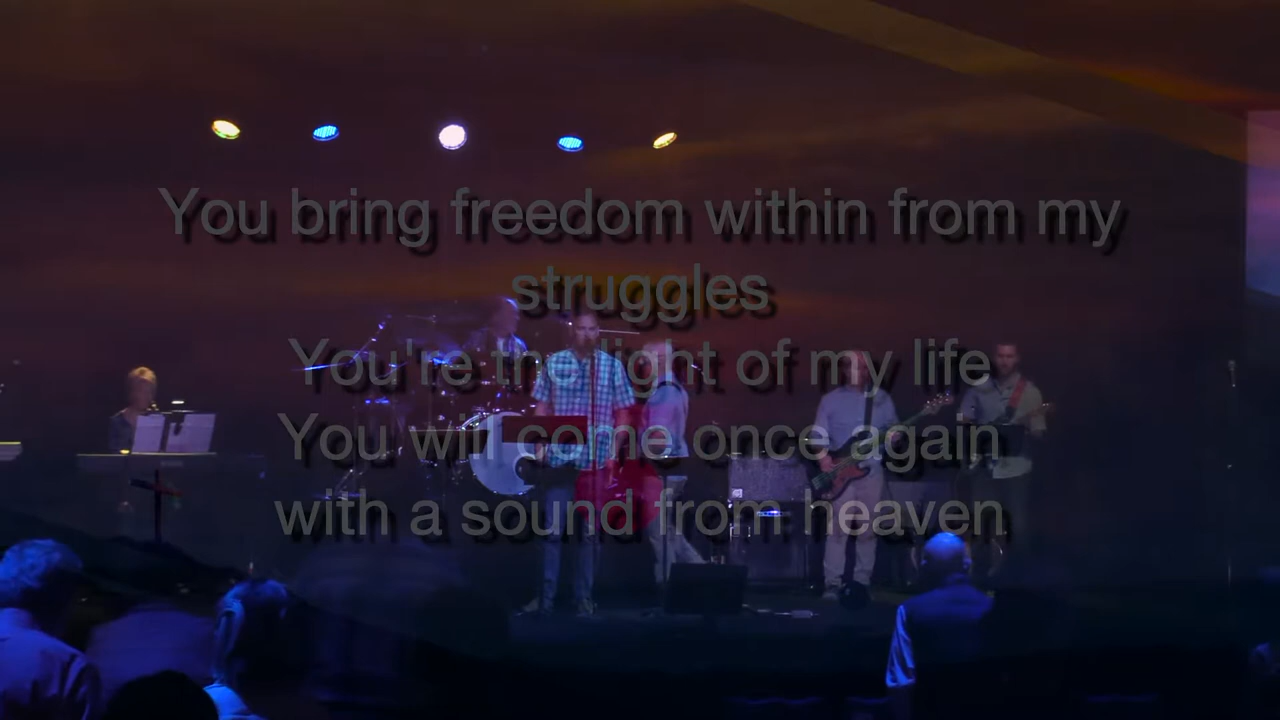 You bring freedom within from my
struggles
You're the light of my life
You will come once again
with a sound from heaven